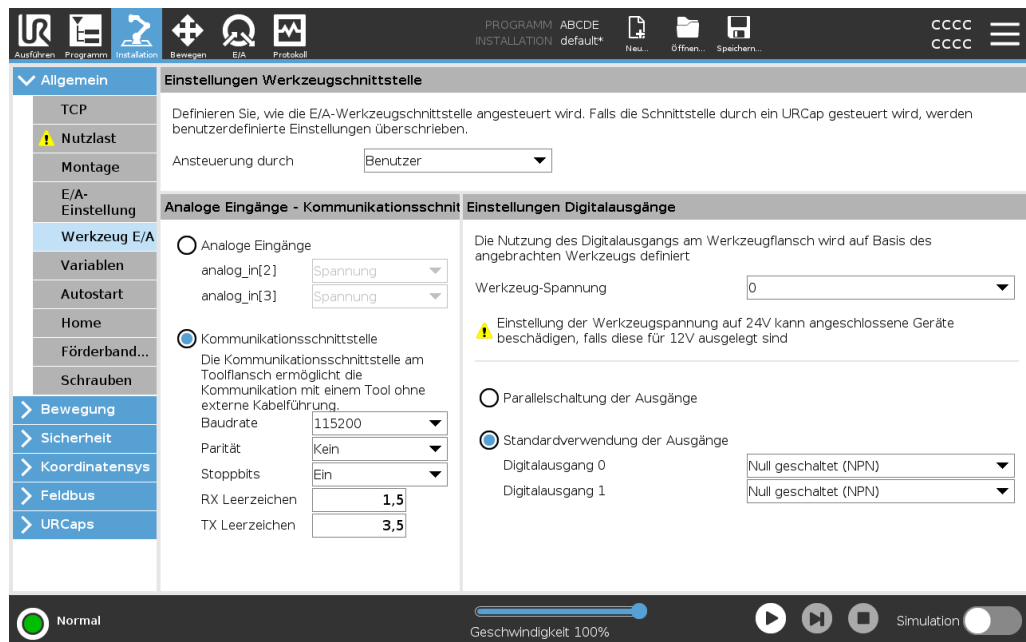 UR
Ausführen
Programm
Installation
Bewegen
E/A
Protokoll
PROGRAMM ABCDE
INSTALLATION default*
Neu...
Öffnen...
Speichern...
CCCC
CCCC
Allgemein
TCP
Nutzlast
Montage
E/A-
Einstellung
Werkzeug E/A
Variablen
Autostart
Home
Förderband...
Schrauben
Bewegung
Sicherheit
Koordinatensys
Feldbus
URCaps
Einstellungen Werkzeugschnittstelle
Definieren Sie, wie die E/A-Werkzeugschnittstelle angesteuert wird. Falls die Schnittstelle durch ein URCap gesteuert wird, werden
benutzerdefinierte Einstellungen überschrieben.
Ansteuerung durch Benutzer
Analoge Eingänge - Kommunikationsschnit
Analoge Eingänge
analog_in[2] Spannung
analog_in[3] Spannung
Kommunikationsschnittstelle
Die Kommunikationsschnittstelle am
Toolflansch ermöglicht die
Kommunikation mit einem Tool ohne
externe Kabelführung.
Baudrate 115200
Parität Kein
Stoppbits Ein
RX Leerzeichen 1,5
TX Leerzeichen 3,5
Einstellungen Digitalausgänge
Die Nutzung des Digitalausgangs am Werkzeugflansch wird auf Basis des
angebrachten Werkzeugs definiert
Werkzeug-Spannung 0
Einstellung der Werkzeugspannung auf 24V kann angeschlossene Geräte
beschädigen, falls diese für 12V ausgelegt sind
Parallelschaltung der Ausgänge
Standardverwendung der Ausgänge
Digitalausgang 0 Null geschaltet (NPN)
Digitalausgang 1 Null geschaltet (NPN)
Normal
Geschwindigkeit 100%
Simulation